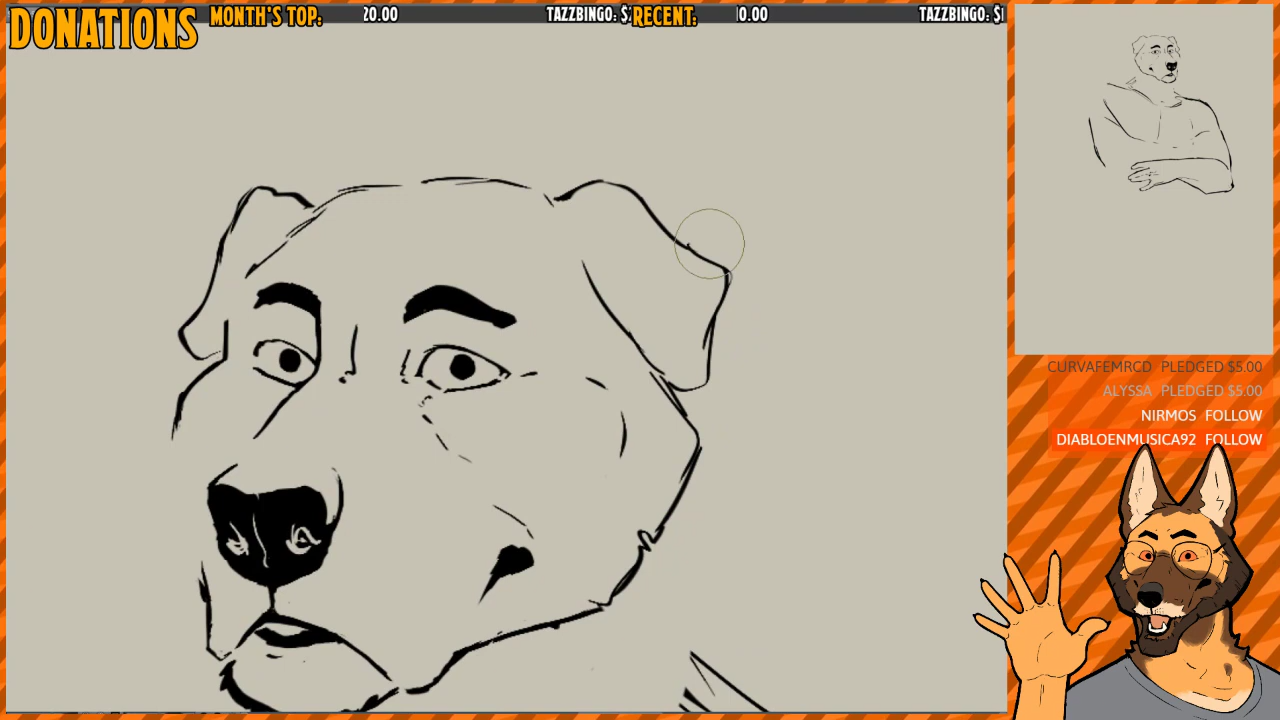 DONATIONS
MONTH'S TOP: 20.00 TAZZBINGO: $
RECENT: 0.00 TAZZBINGO: $
CURVAFEMRCD PLEDGED $5.00
ALYSSA PLEDGED $5.00
NIRMOS FOLLOW
DIABLOENMUSICA92 FOLLOW